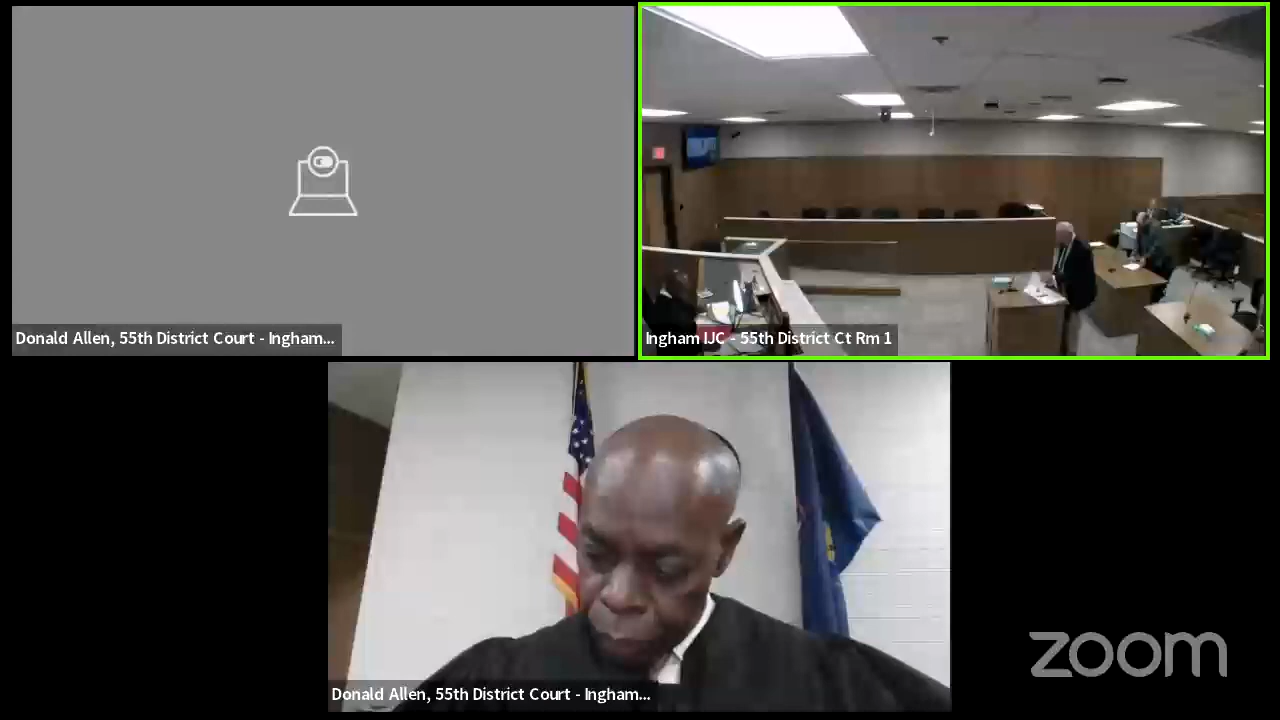 Donald Allen, 55th District Court - Ingham...
Ingham IJC - 55th District Ct Rm 1
Donald Allen, 55th District Court - Ingham...
zoom